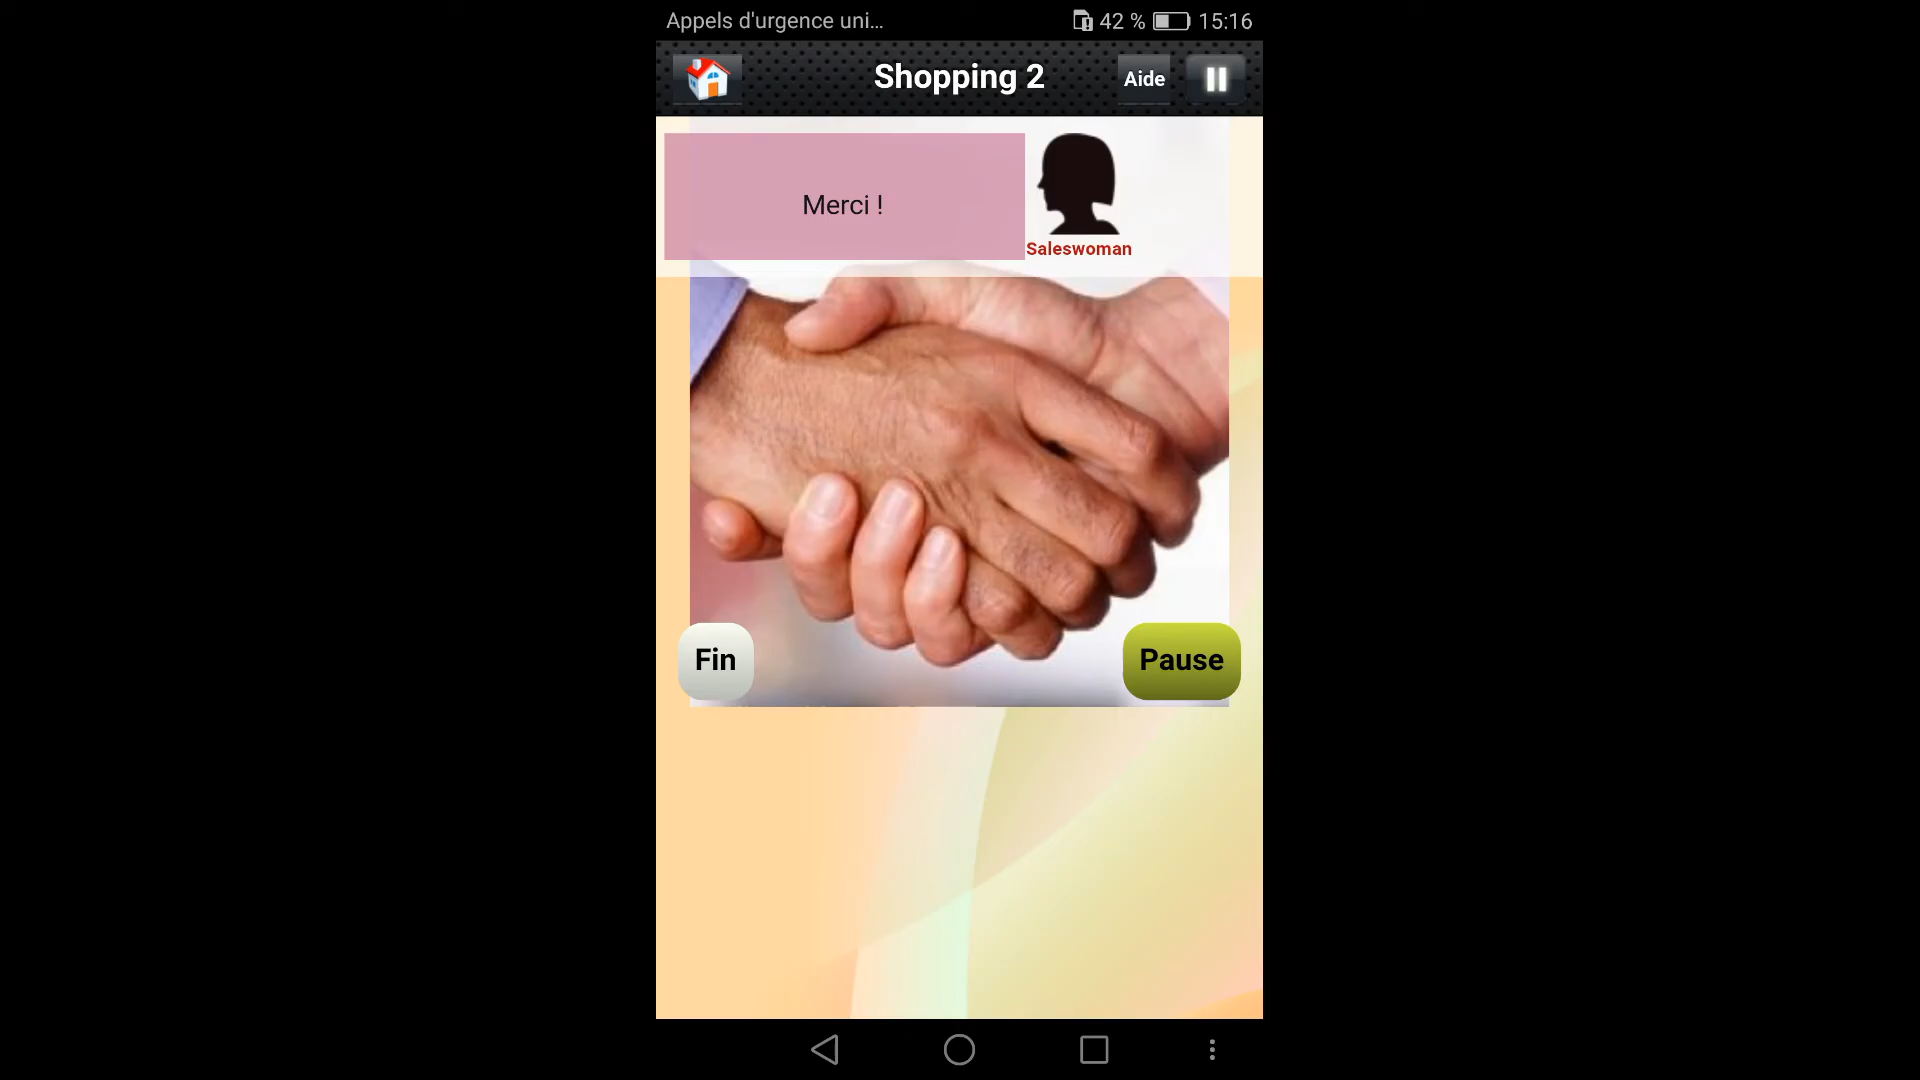 Appels d'urgence uni... 42 % 15:16
Shopping 2 Aide
Merci !
Saleswoman
Fin Pause